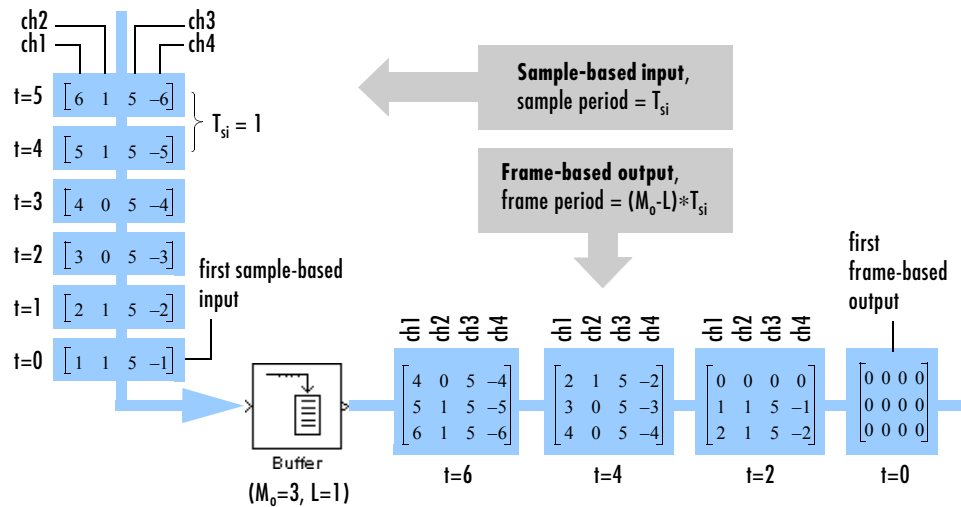 ch2 ch3
ch1 ch4
t=5 [6 1 5 −6]
T_si = 1
t=4 [5 1 5 −5]
t=3 [4 0 5 −4]
t=2 [3 0 5 −3]
t=1 [2 1 5 −2]
t=0 [1 1 5 −1]
first sample-based
input
Sample-based input,
sample period = T_si
Frame-based output,
frame period = (M_o-L)*T_si
first
frame-based
output
Buffer
(M_o=3, L=1)
ch1 ch2 ch3 ch4
4 0 5 −4
5 1 5 −5
6 1 5 −6
t=6
ch1 ch2 ch3 ch4
2 1 5 −2
3 0 5 −3
4 0 5 −4
t=4
ch1 ch2 ch3 ch4
0 0 0 0
1 1 5 −1
2 1 5 −2
t=2
0 0 0 0
0 0 0 0
0 0 0 0
t=0